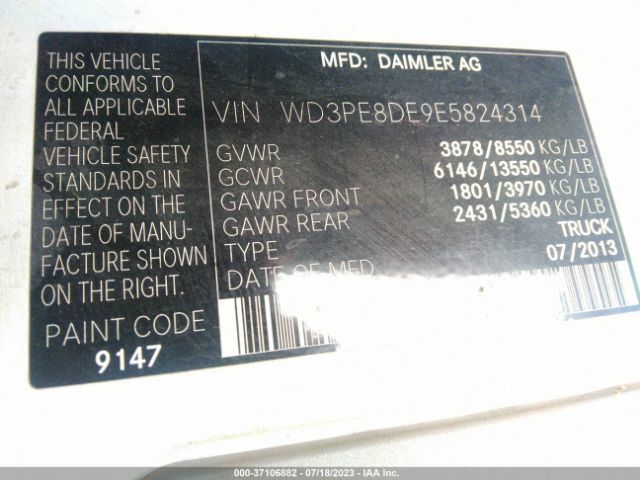 THIS VEHICLE
CONFORMS TO
ALL APPLICABLE
FEDERAL
VEHICLE SAFETY
STANDARDS IN
EFFECT ON THE
DATE OF MANU-
FACTURE SHOWN
ON THE RIGHT.
PAINT CODE
9147
MFD: DAIMLER AG
VIN WD3PE8DE9E5824314
GVWR 3878/8550 KG/LB
GCWR 6146/13550 KG/LB
GAWR FRONT 1801/3970 KG/LB
GAWR REAR 2431/5360 KG/LB
TYPE TRUCK
DATE OF MFD. 07/2013
000-37106882 - 07/18/2023 - IAA Inc.